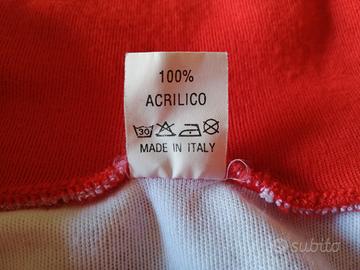 100%
ACRILICO
30
MADE IN ITALY
subito